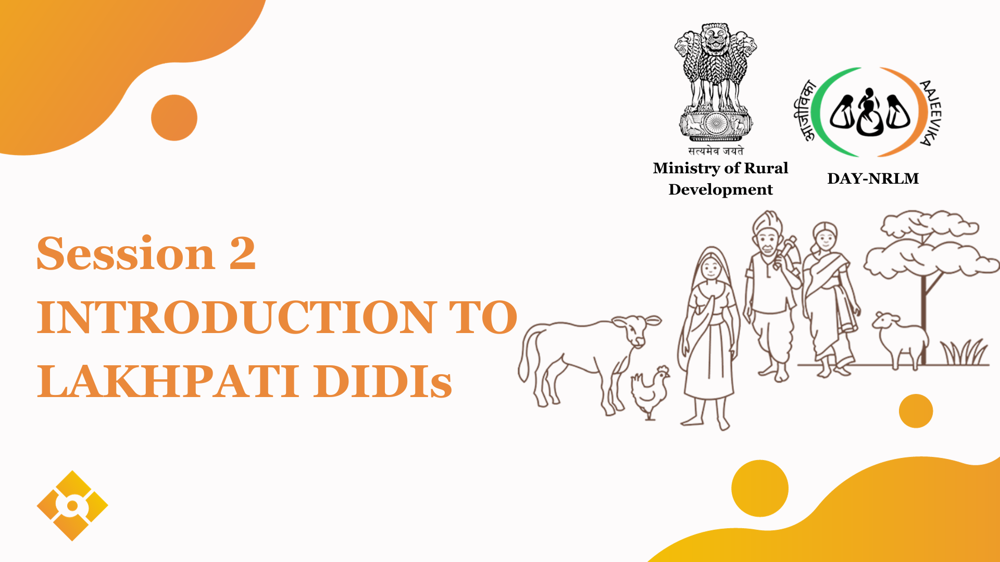 सत्यमेव जयते
Ministry of Rural
Development
आजीविका
AAJEEVIKA
DAY-NRLM
Session 2
INTRODUCTION TO
LAKHPATI DIDIs